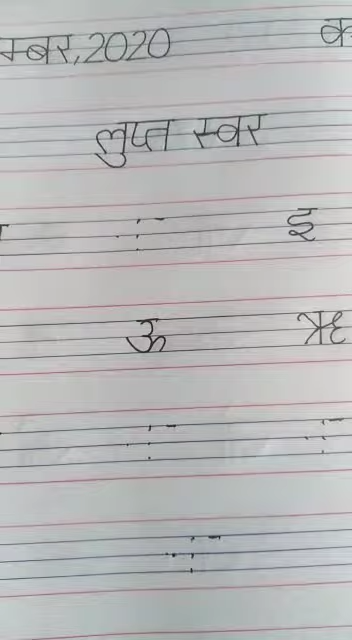 म्बर, 2020
लुप्त स्वर
इ
ऊ ऋ